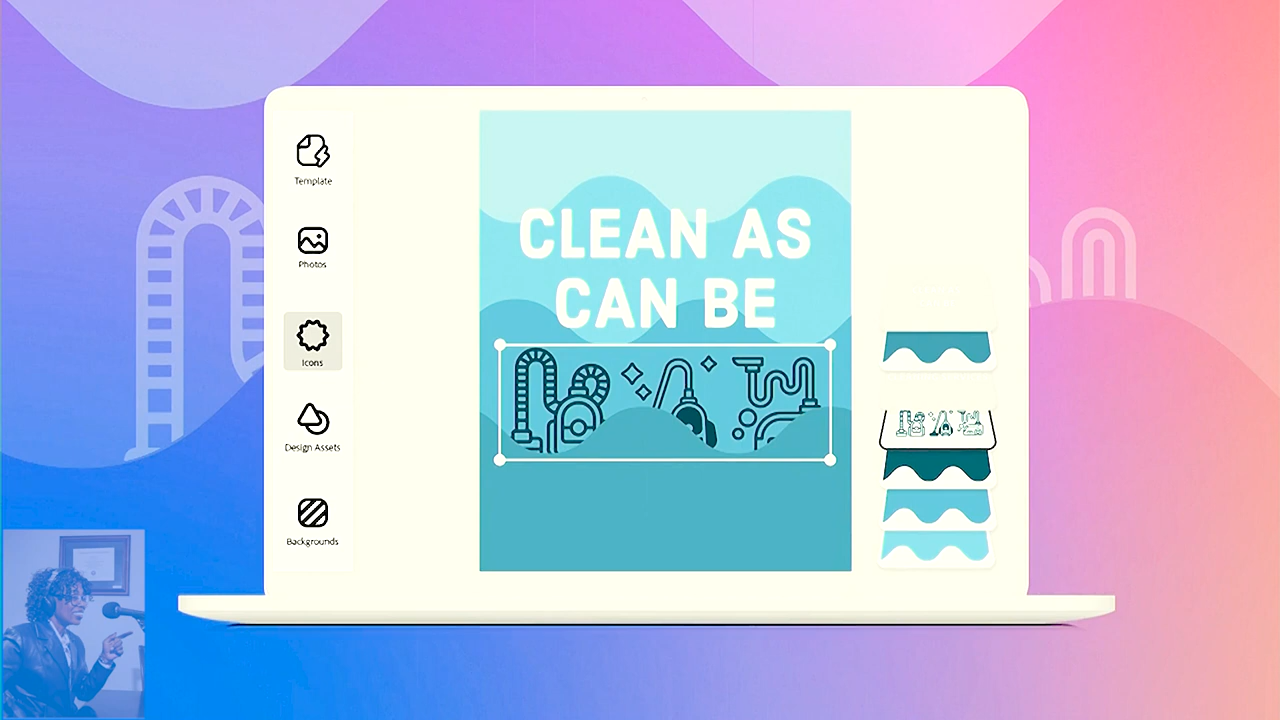 Template
Photos
Icons
Design Assets
Backgrounds
CLEAN AS
CAN BE